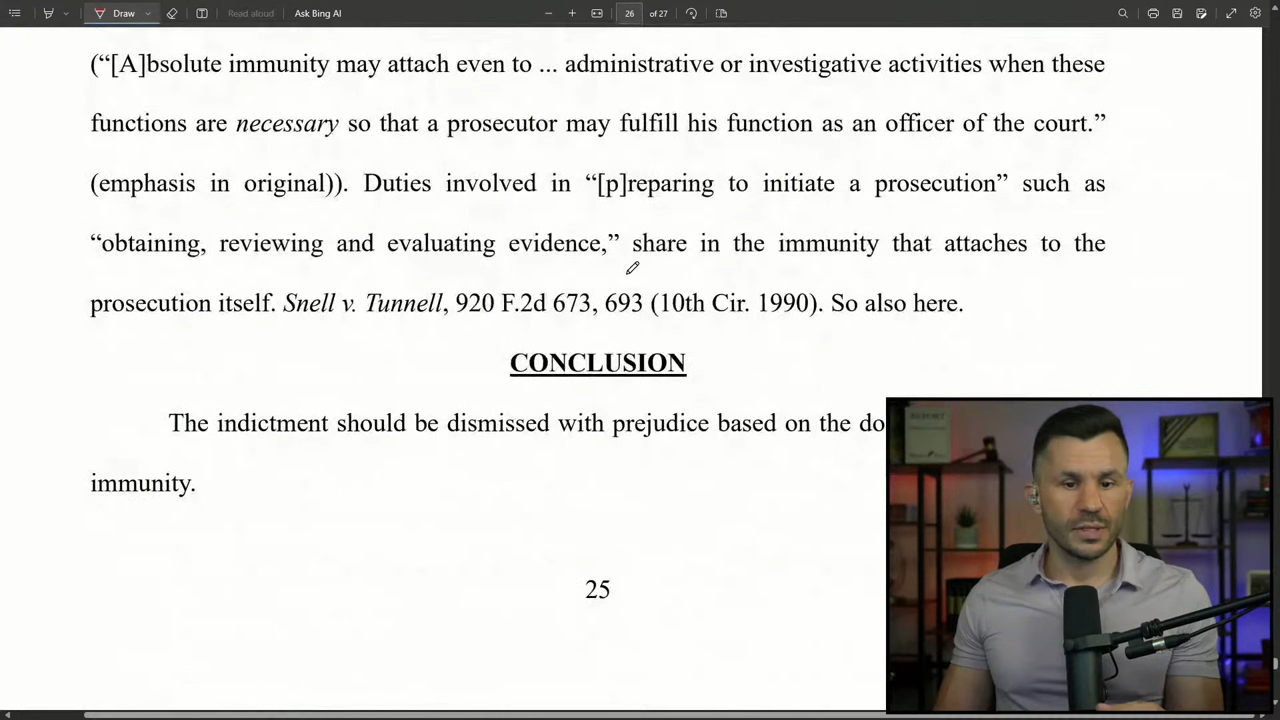 Draw
Read aloud
Ask Bing AI
26 of 27
(“[A]bsolute immunity may attach even to ... administrative or investigative activities when these
functions are necessary so that a prosecutor may fulfill his function as an officer of the court.”
(emphasis in original)). Duties involved in “[p]reparing to initiate a prosecution” such as
“obtaining, reviewing and evaluating evidence,” share in the immunity that attaches to the
prosecution itself. Snell v. Tunnell, 920 F.2d 673, 693 (10th Cir. 1990). So also here.
CONCLUSION
The indictment should be dismissed with prejudice based on the do
immunity.
25